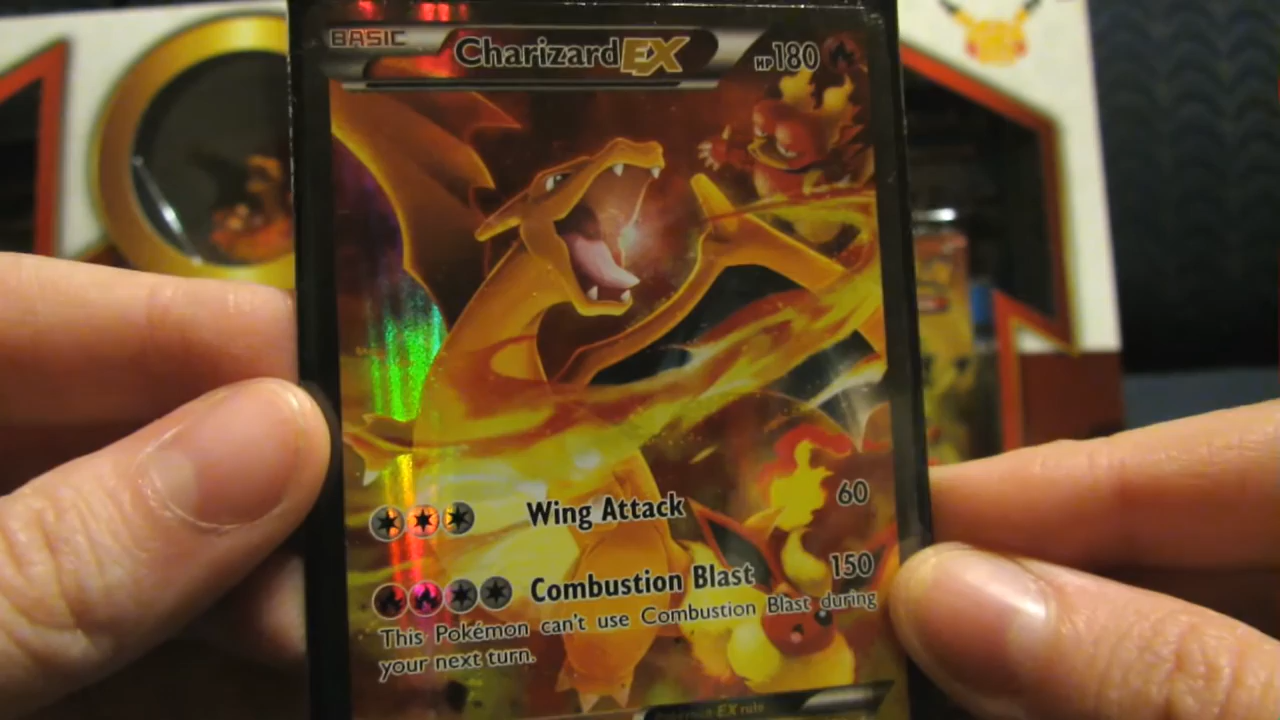 BASIC Charizard EX HP180
Wing Attack 60
Combustion Blast 150
This Pokémon can't use Combustion Blast during
your next turn.
Pokémon EX rule